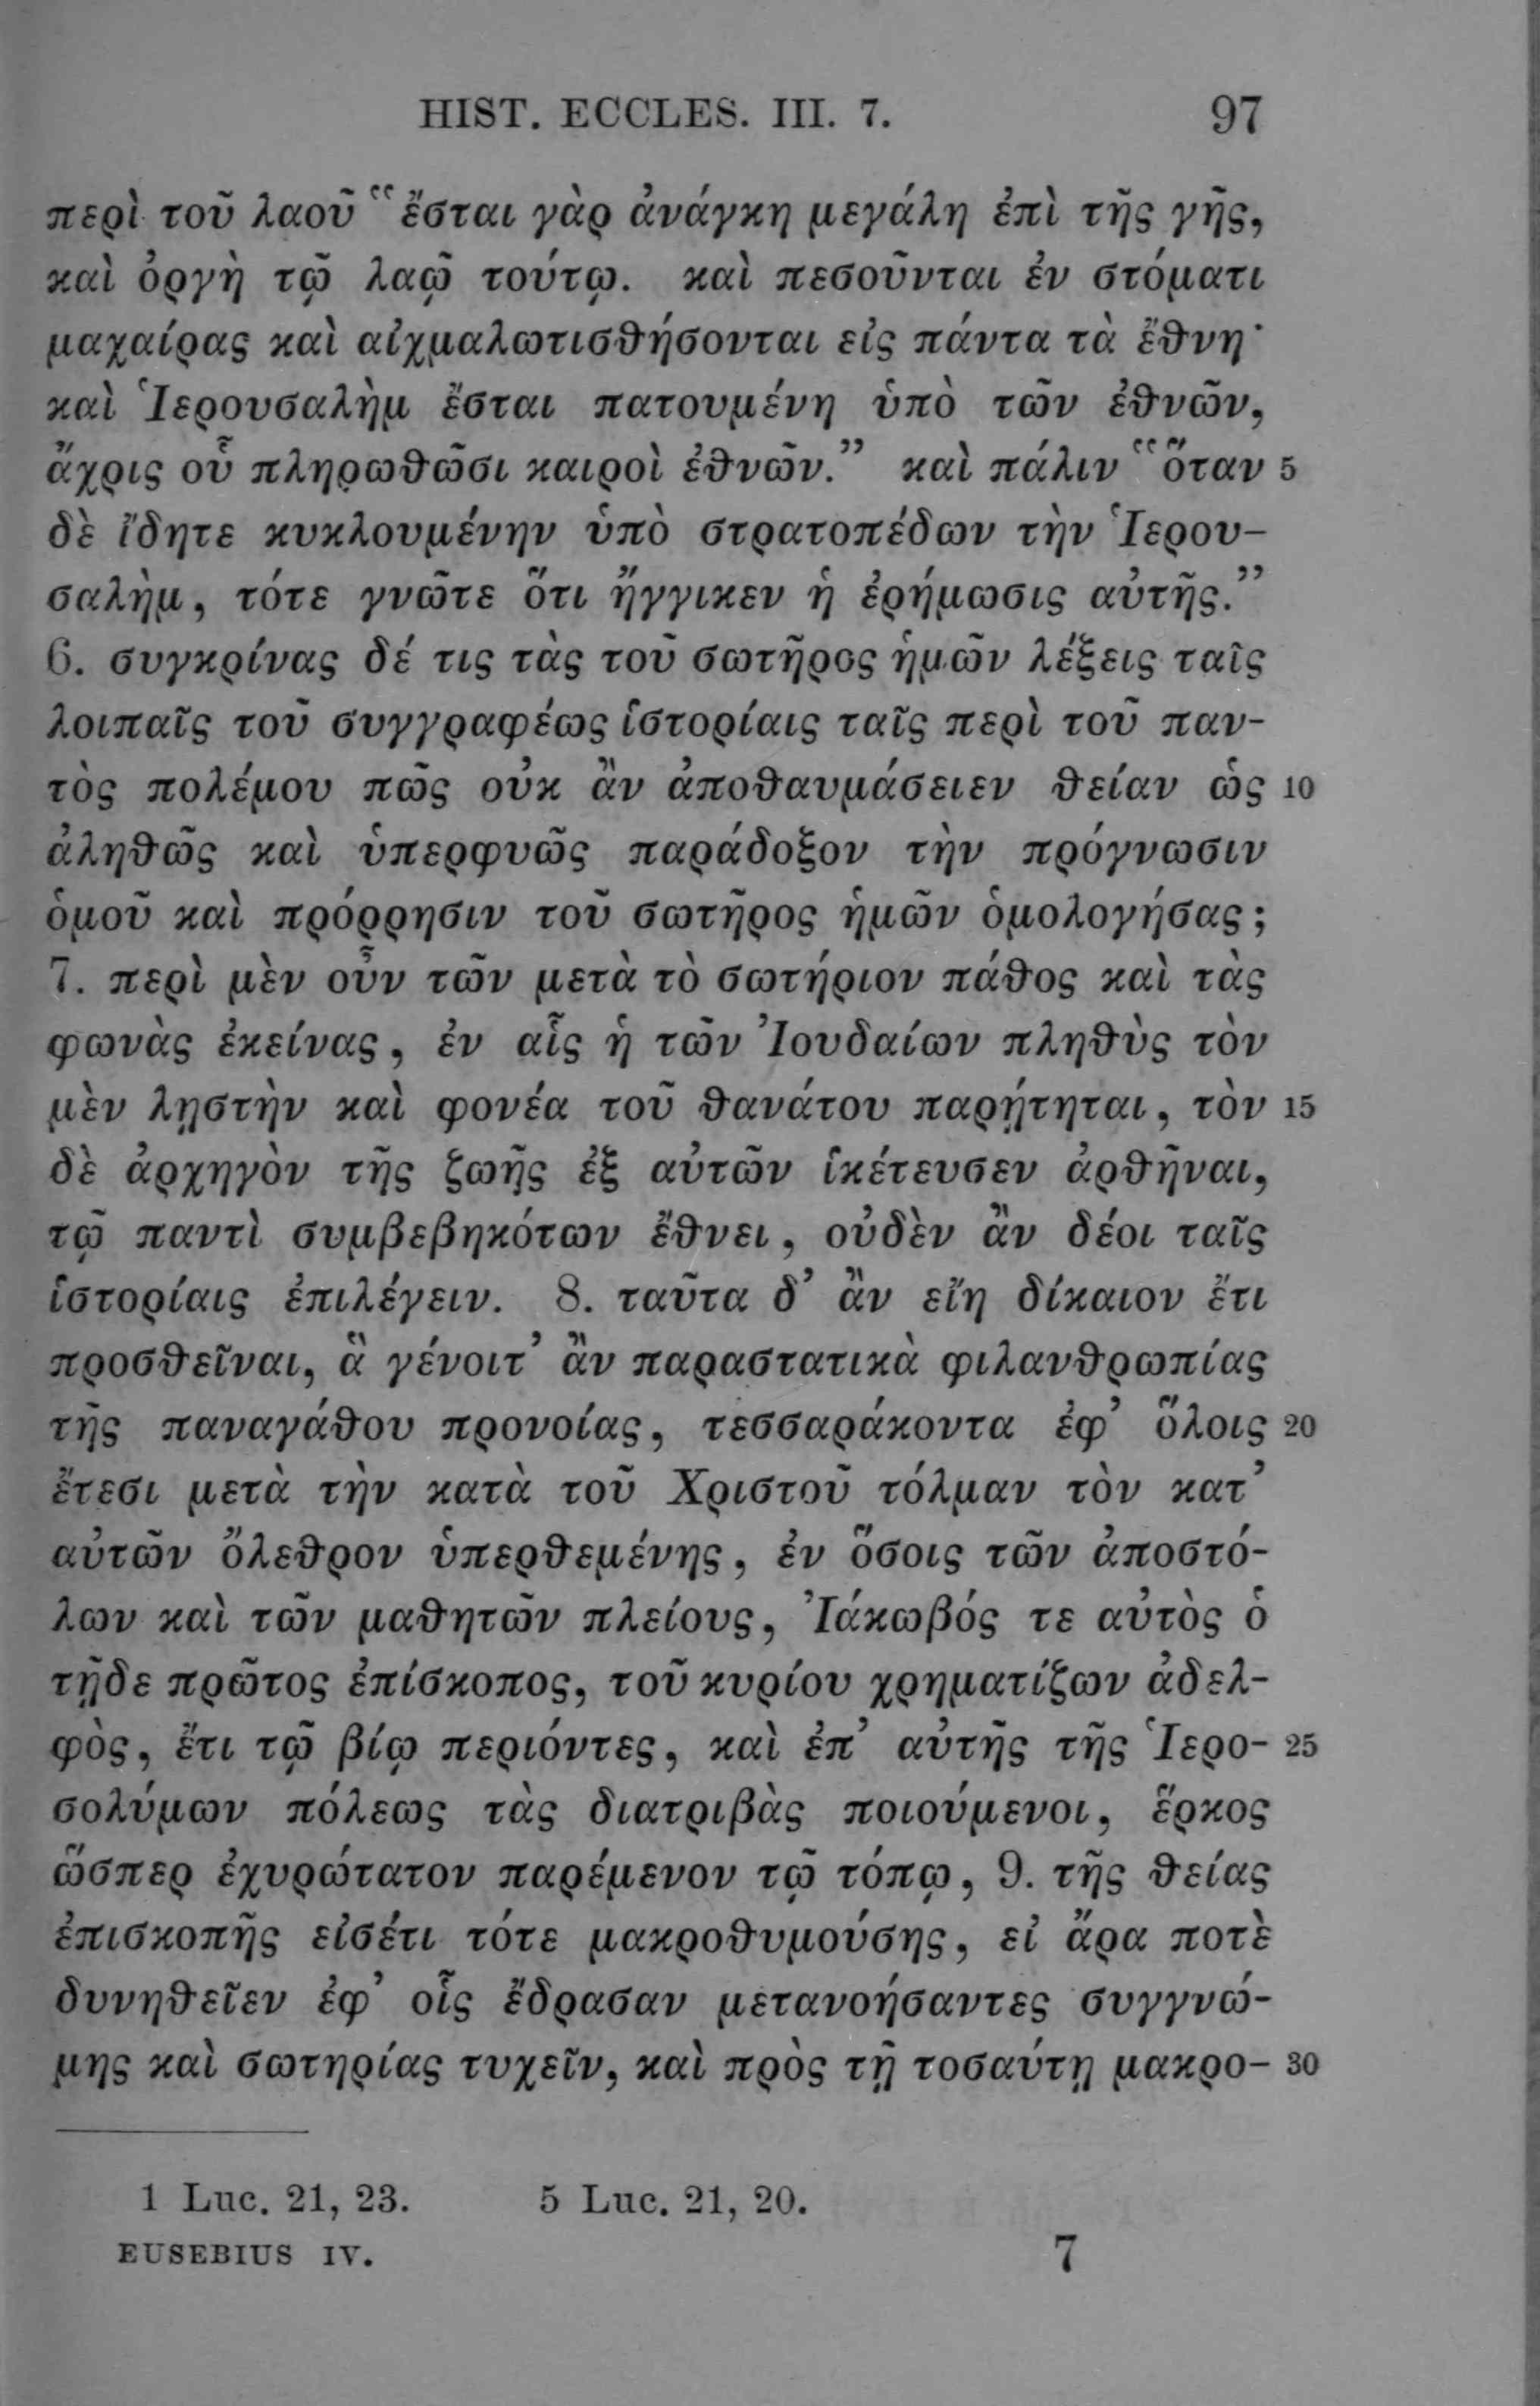 HIST. ECCLES. III. 7. 97
περὶ τοῦ λαοῦ “ἔσται γὰρ ἀνάγκη μεγάλη ἐπὶ τῆς γῆς,
καὶ ὀργὴ τῷ λαῷ τούτῳ. καὶ πεσοῦνται ἐν στόματι
μαχαίρας καὶ αἰχμαλωτισθήσονται εἰς πάντα τὰ ἔθνη·
καὶ Ἱερουσαλὴμ ἔσται πατουμένη ὑπὸ τῶν ἐθνῶν,
ἄχρις οὗ πληρωθῶσι καιροὶ ἐθνῶν.” καὶ πάλιν “ὅταν 5
δὲ ἴδητε κυκλουμένην ὑπὸ στρατοπέδων τὴν Ἱερου-
σαλὴμ, τότε γνῶτε ὅτι ἤγγικεν ἡ ἐρήμωσις αὐτῆς.”
6. συγκρίνας δέ τις τὰς τοῦ σωτῆρος ἡμῶν λέξεις ταῖς
λοιπαῖς τοῦ συγγραφέως ἱστορίαις ταῖς περὶ τοῦ παν-
τὸς πολέμου πῶς οὐκ ἂν ἀποθαυμάσειεν θείαν ὡς 10
ἀληθῶς καὶ ὑπερφυῶς παράδοξον τὴν πρόγνωσιν
ὁμοῦ καὶ πρόρρησιν τοῦ σωτῆρος ἡμῶν ὁμολογήσας;
7. περὶ μὲν οὖν τῶν μετὰ τὸ σωτήριον πάθος καὶ τὰς
φωνὰς ἐκείνας, ἐν αἷς ἡ τῶν Ἰουδαίων πληθὺς τὸν
μὲν λῃστὴν καὶ φονέα τοῦ θανάτου παρῄτηται, τὸν 15
δὲ ἀρχηγὸν τῆς ζωῆς ἐξ αὐτῶν ἱκέτευσεν ἀρθῆναι,
τῷ παντὶ συμβεβηκότων ἔθνει, οὐδὲν ἂν δέοι ταῖς
ἱστορίαις ἐπιλέγειν. 8. ταῦτα δ’ ἂν εἴη δίκαιον ἔτι
προσθεῖναι, ἃ γένοιτ’ ἂν παραστατικὰ φιλανθρωπίας
τῆς παναγάθου προνοίας, τεσσαράκοντα ἐφ’ ὅλοις 20
ἔτεσι μετὰ τὴν κατὰ τοῦ Χριστοῦ τόλμαν τὸν κατ’
αὐτῶν ὄλεθρον ὑπερθεμένης, ἐν ὅσοις τῶν ἀποστό-
λων καὶ τῶν μαθητῶν πλείους, Ἰάκωβός τε αὐτὸς ὁ
τῇδε πρῶτος ἐπίσκοπος, τοῦ κυρίου χρηματίζων ἀδελ-
φὸς, ἔτι τῷ βίῳ περιόντες, καὶ ἐπ’ αὐτῆς τῆς Ἱερο- 25
σολύμων πόλεως τὰς διατριβὰς ποιούμενοι, ἕρκος
ὥσπερ ἐχυρώτατον παρέμενον τῷ τόπῳ, 9. τῆς θείας
ἐπισκοπῆς εἰσέτι τότε μακροθυμούσης, εἰ ἄρα ποτὲ
δυνηθεῖεν ἐφ’ οἷς ἔδρασαν μετανοήσαντες συγγνώ-
μης καὶ σωτηρίας τυχεῖν, καὶ πρὸς τῇ τοσαύτῃ μακρο- 30
1 Luc. 21, 23. 5 Luc. 21, 20.
EUSEBIUS IV. 7